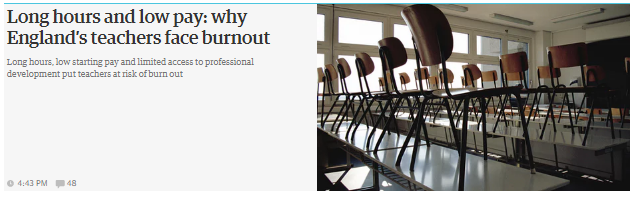 Long hours and low pay: why
England's teachers face burnout
Long hours, low starting pay and limited access to professional
development put teachers at risk of burn out
4:43 PM 48